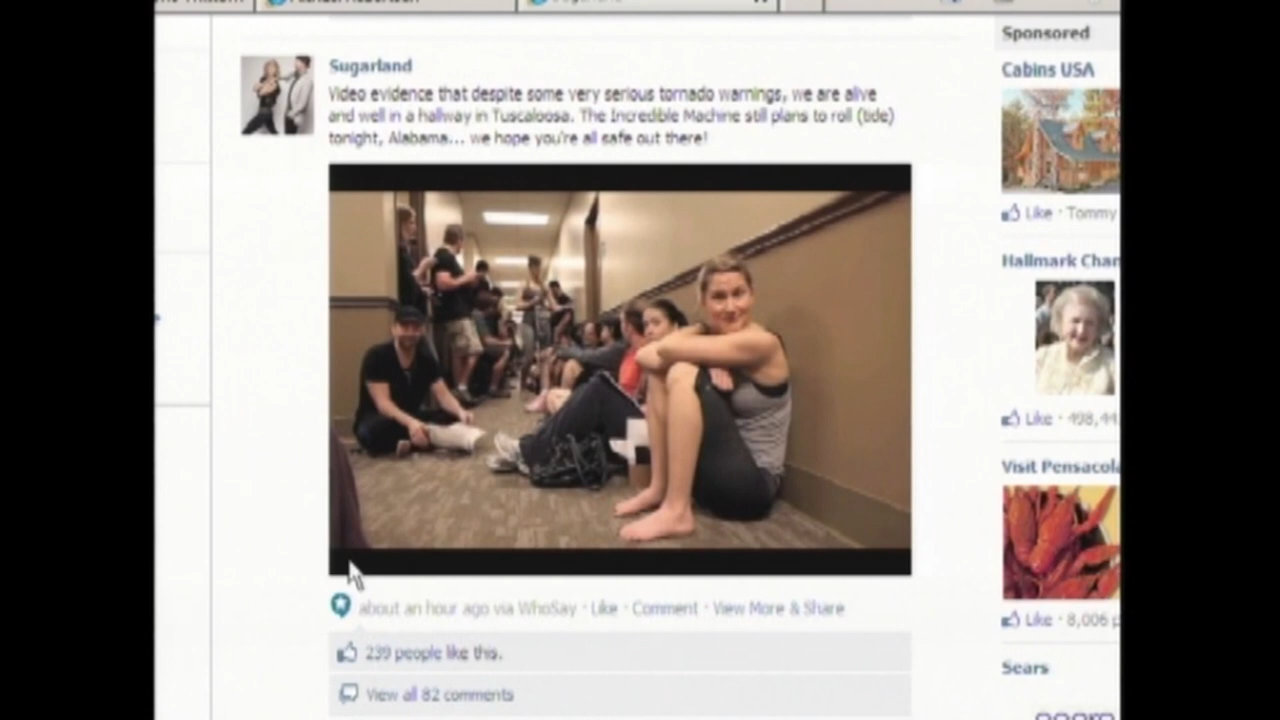 Sugarland
Video evidence that despite some very serious tornado warnings, we are alive
and well in a hallway in Tuscaloosa. The Incredible Machine still plans to roll (tide)
tonight, Alabama... we hope you're all safe out there!
about an hour ago via WhoSay · Like · Comment · View More & Share
239 people like this.
View all 82 comments
Sponsored
Cabins USA
Like · Tommy
Hallmark Chan
Like · 498,44
Visit Pensacola
Like · 8,006 p
Sears